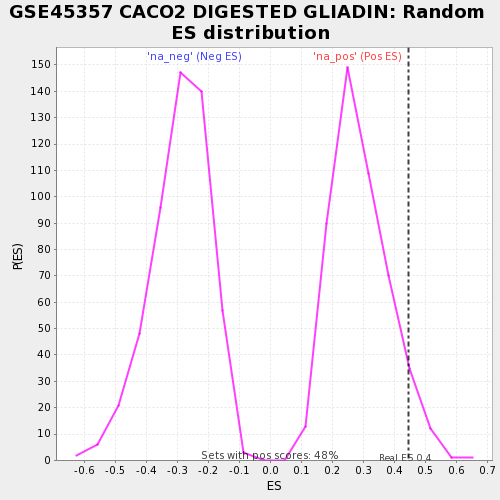 GSE45357 CACO2 DIGESTED GLIADIN: Random
ES distribution
'na_neg' (Neg ES)
'na_pos' (Pos ES)
150
140
130
120
110
100
90
80
70
60
50
40
30
20
10
0
P(ES)
Sets with pos scores: 48%
Real ES 0.4
-0.6 -0.5 -0.4 -0.3 -0.2 -0.1 0.0 0.1 0.2 0.3 0.4 0.5 0.6 0.7
ES